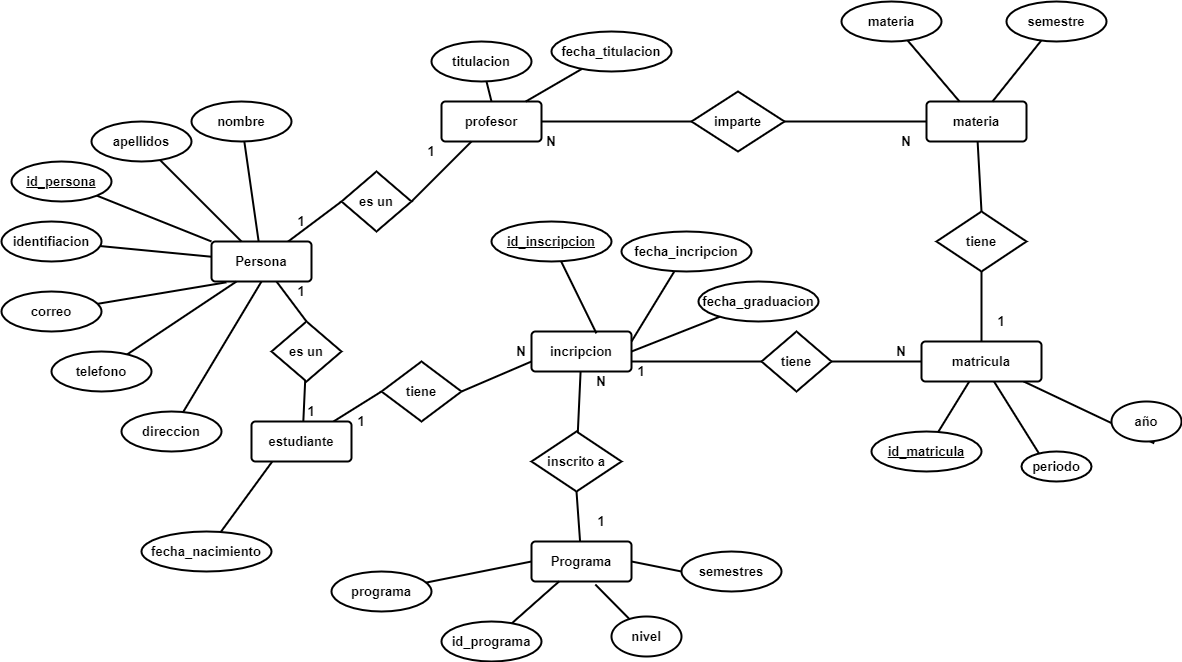 materia
semestre
titulacion
fecha_titulacion
profesor
imparte
materia
N
N
1
nombre
apellidos
id_persona
identifiacion
correo
telefono
direccion
Persona
1
es un
1
es un
1
id_inscripcion
fecha_incripcion
fecha_graduacion
tiene
1
N
incripcion
1
N
tiene
N
matricula
1
tiene
1
estudiante
fecha_nacimiento
inscrito a
id_matricula
periodo
año
1
Programa
programa
id_programa
nivel
semestres